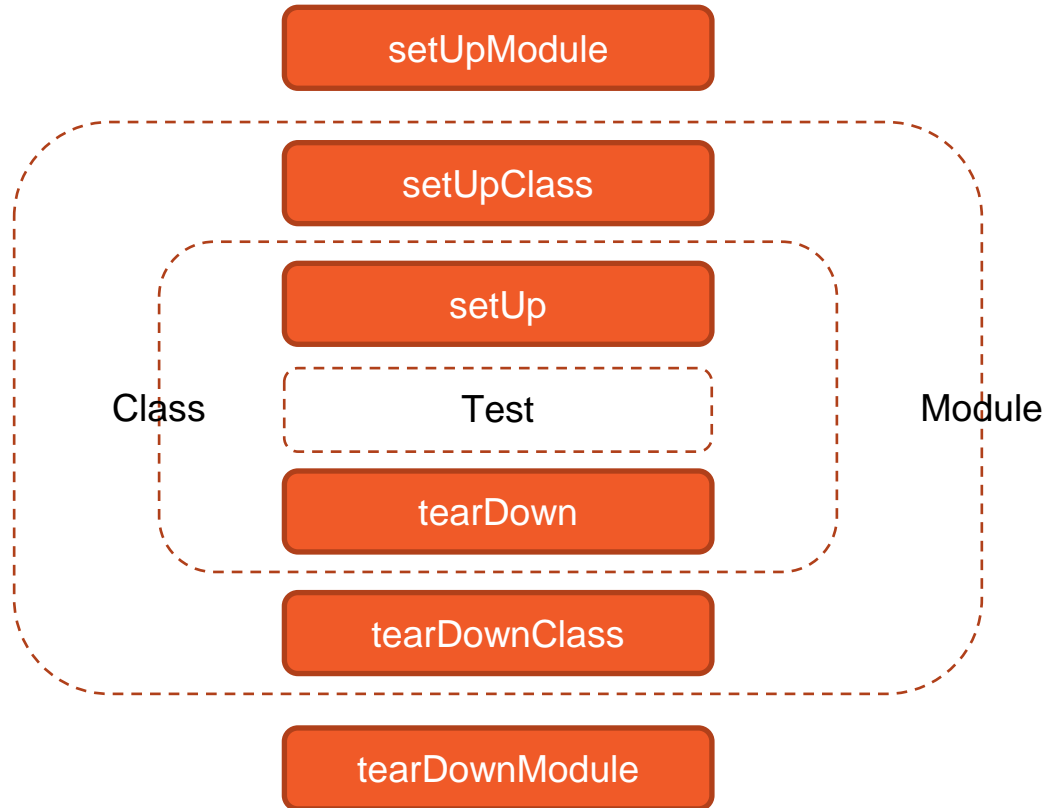 setUpModule
setUpClass
setUp
Class
Test
Module
tearDown
tearDownClass
tearDownModule